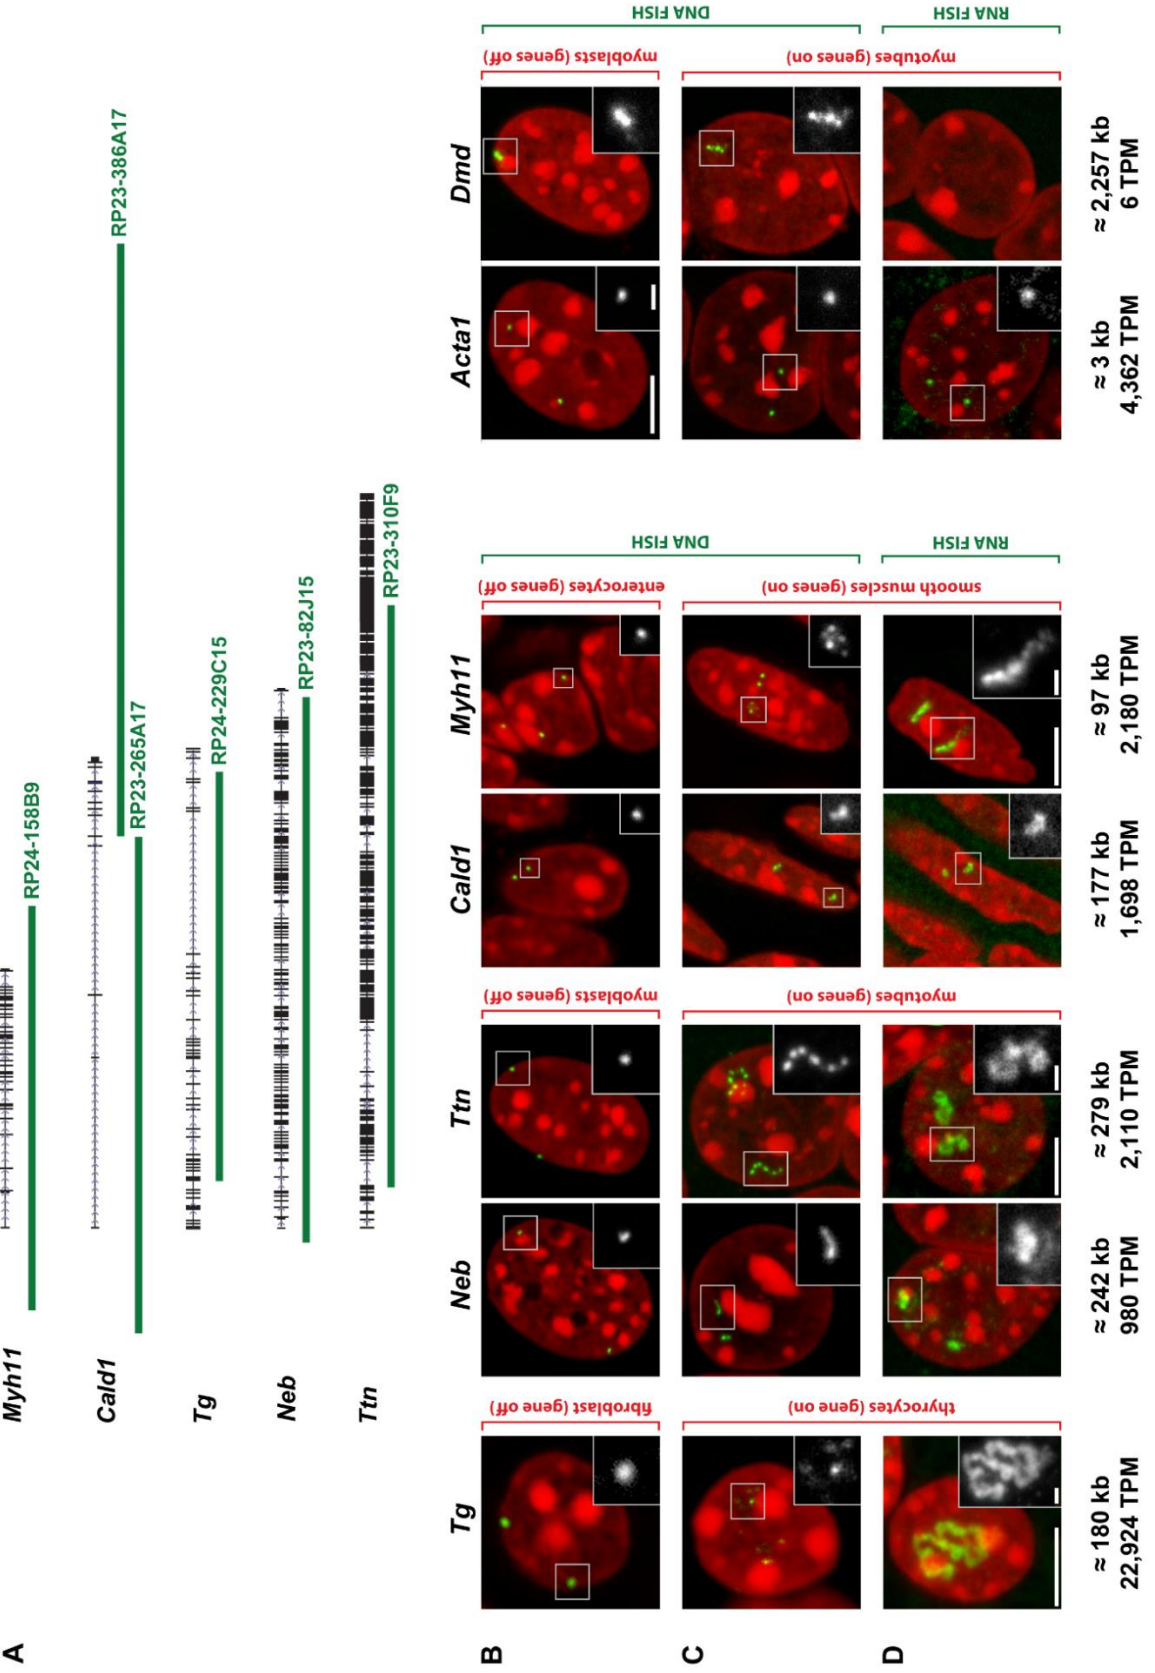 A
Myh11
RP24-158B9
Cald1
RP23-386A17
RP23-265A17
Tg
RP24-229C15
Neb
RP23-82J15
Ttn
RP23-310F9
Tg
Neb
Ttn
Cald1
Myh11
Acta1
Dmd
B
fibroblast (gene off)
myoblasts (genes off)
enterocytes (genes off)
DNA FISH
myoblasts (genes off)
DNA FISH
C
thyrocytes (gene on)
myotubes (genes on)
smooth muscles (genes on)
myotubes (genes on)
D
RNA FISH
RNA FISH
≈ 180 kb
22,924 TPM
≈ 242 kb
980 TPM
≈ 279 kb
2,110 TPM
≈ 177 kb
1,698 TPM
≈ 97 kb
2,180 TPM
≈ 3 kb
4,362 TPM
≈ 2,257 kb
6 TPM